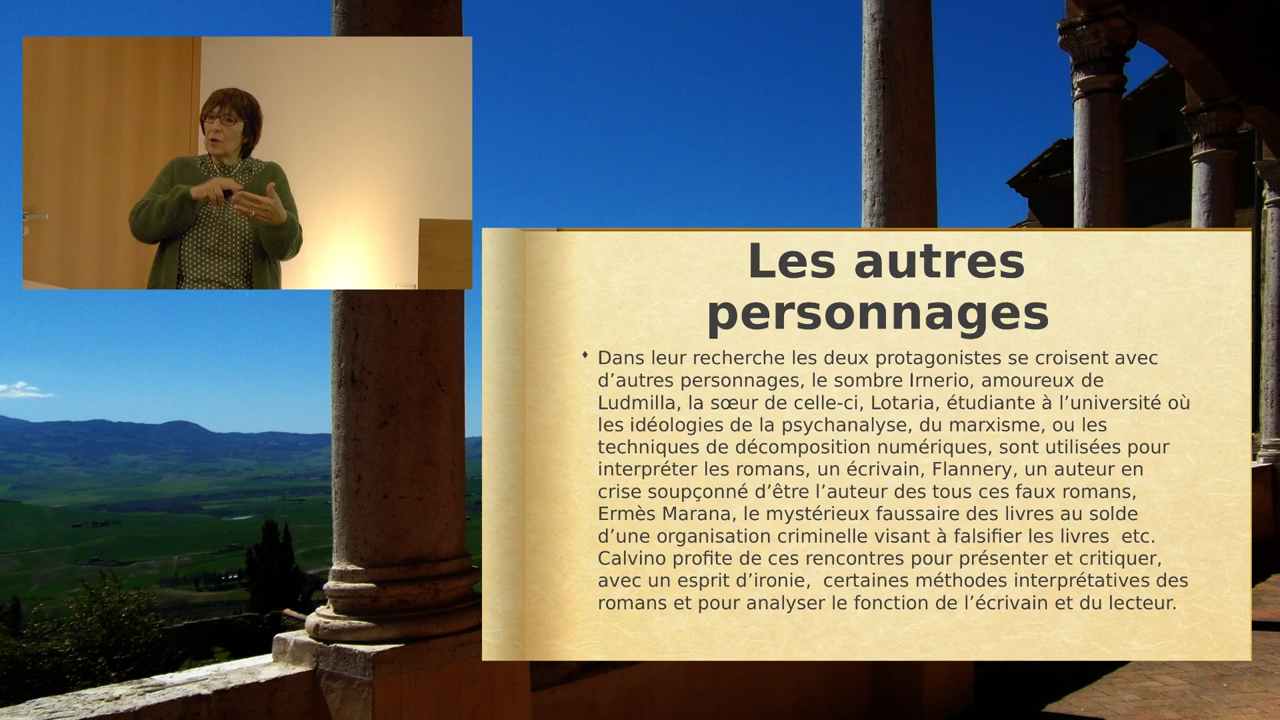 Les autres
personnages
Dans leur recherche les deux protagonistes se croisent avec
d’autres personnages, le sombre Irnerio, amoureux de
Ludmilla, la sœur de celle-ci, Lotaria, étudiante à l’université où
les idéologies de la psychanalyse, du marxisme, ou les
techniques de décomposition numériques, sont utilisées pour
interpréter les romans, un écrivain, Flannery, un auteur en
crise soupçonné d’être l’auteur des tous ces faux romans,
Ermès Marana, le mystérieux faussaire des livres au solde
d’une organisation criminelle visant à falsifier les livres  etc.
Calvino profite de ces rencontres pour présenter et critiquer,
avec un esprit d’ironie,  certaines méthodes interprétatives des
romans et pour analyser le fonction de l’écrivain et du lecteur.